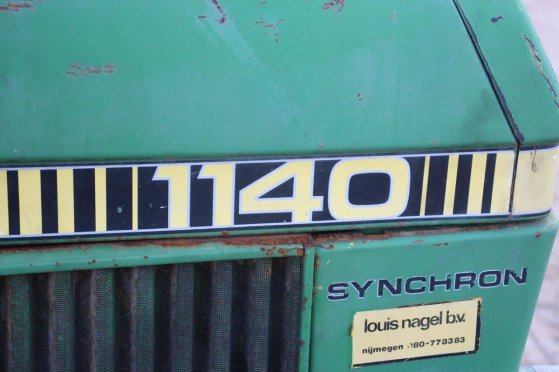 1140
SYNCHRON
louis nagel b.v.
nijmegen 080-778383